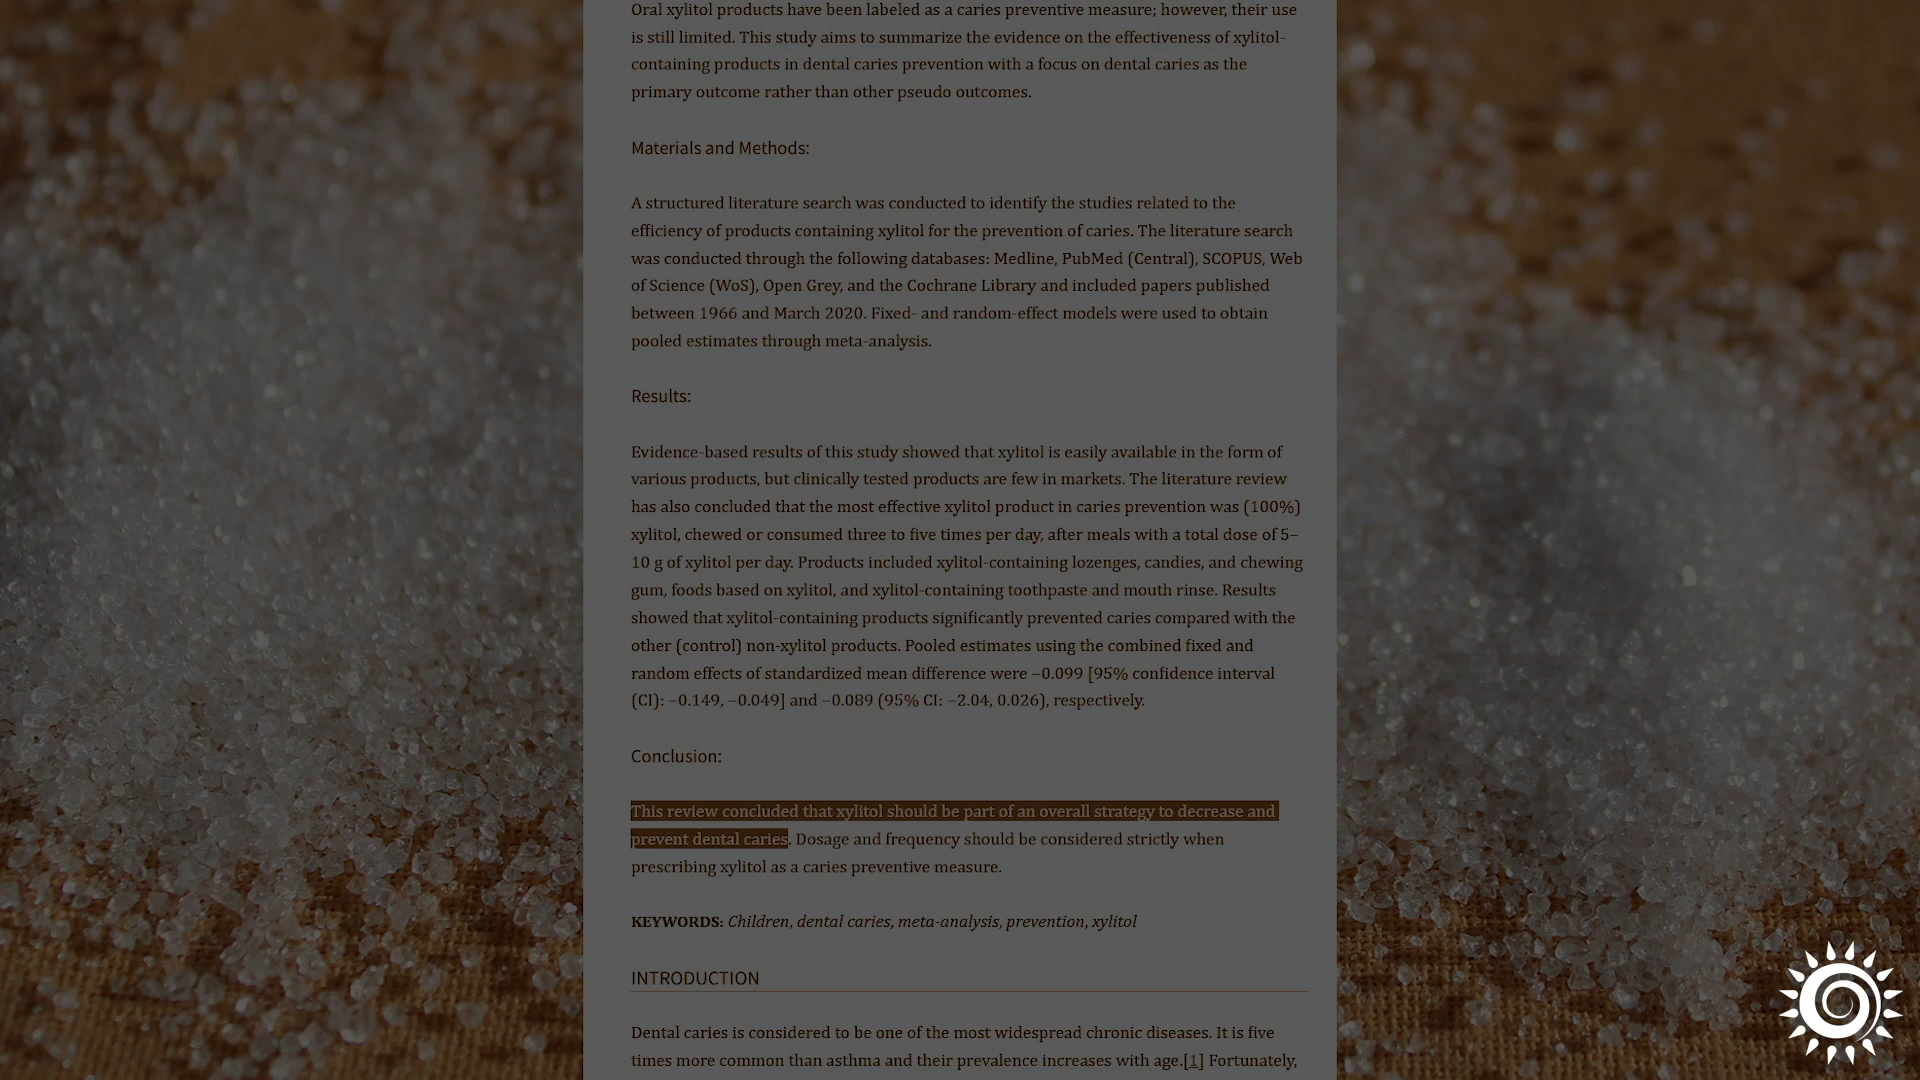 Oral xylitol products have been labeled as a caries preventive measure; however, their use
is still limited. This study aims to summarize the evidence on the effectiveness of xylitol-
containing products in dental caries prevention with a focus on dental caries as the
primary outcome rather than other pseudo outcomes.
Materials and Methods:
A structured literature search was conducted to identify the studies related to the
efficiency of products containing xylitol for the prevention of caries. The literature search
was conducted through the following databases: Medline, PubMed (Central), SCOPUS, Web
of Science (WoS), Open Grey, and the Cochrane Library and included papers published
between 1966 and March 2020. Fixed- and random-effect models were used to obtain
pooled estimates through meta-analysis.
Results:
Evidence-based results of this study showed that xylitol is easily available in the form of
various products, but clinically tested products are few in markets. The literature review
has also concluded that the most effective xylitol product in caries prevention was (100%)
xylitol, chewed or consumed three to five times per day, after meals with a total dose of 5–
10 g of xylitol per day. Products included xylitol-containing lozenges, candies, and chewing
gum, foods based on xylitol, and xylitol-containing toothpaste and mouth rinse. Results
showed that xylitol-containing products significantly prevented caries compared with the
other (control) non-xylitol products. Pooled estimates using the combined fixed and
random effects of standardized mean difference were −0.099 [95% confidence interval
(CI): −0.149, −0.049] and −0.089 (95% CI: −2.04, 0.026), respectively.
Conclusion:
This review concluded that xylitol should be part of an overall strategy to decrease and
prevent dental caries. Dosage and frequency should be considered strictly when
prescribing xylitol as a caries preventive measure.
KEYWORDS: Children, dental caries, meta-analysis, prevention, xylitol
INTRODUCTION
Dental caries is considered to be one of the most widespread chronic diseases. It is five
times more common than asthma and their prevalence increases with age.[1] Fortunately,